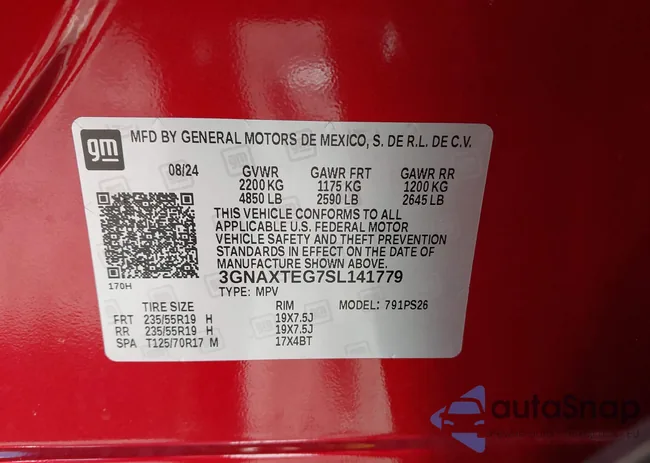 gm
MFD BY GENERAL MOTORS DE MEXICO, S. DE R.L. DE C.V.
08/24 GVWR GAWR FRT GAWR RR
2200 KG 1175 KG 1200 KG
4850 LB 2590 LB 2645 LB
THIS VEHICLE CONFORMS TO ALL
APPLICABLE U.S. FEDERAL MOTOR
VEHICLE SAFETY AND THEFT PREVENTION
STANDARDS IN EFFECT ON THE DATE OF
MANUFACTURE SHOWN ABOVE.
170H
3GNAXTEG7SL141779
TYPE: MPV MODEL: 791PS26
TIRE SIZE RIM
FRT 235/55R19 H 19X7.5J
RR 235/55R19 H 19X7.5J
SPA T125/70R17 M 17X4BT
autoSnap